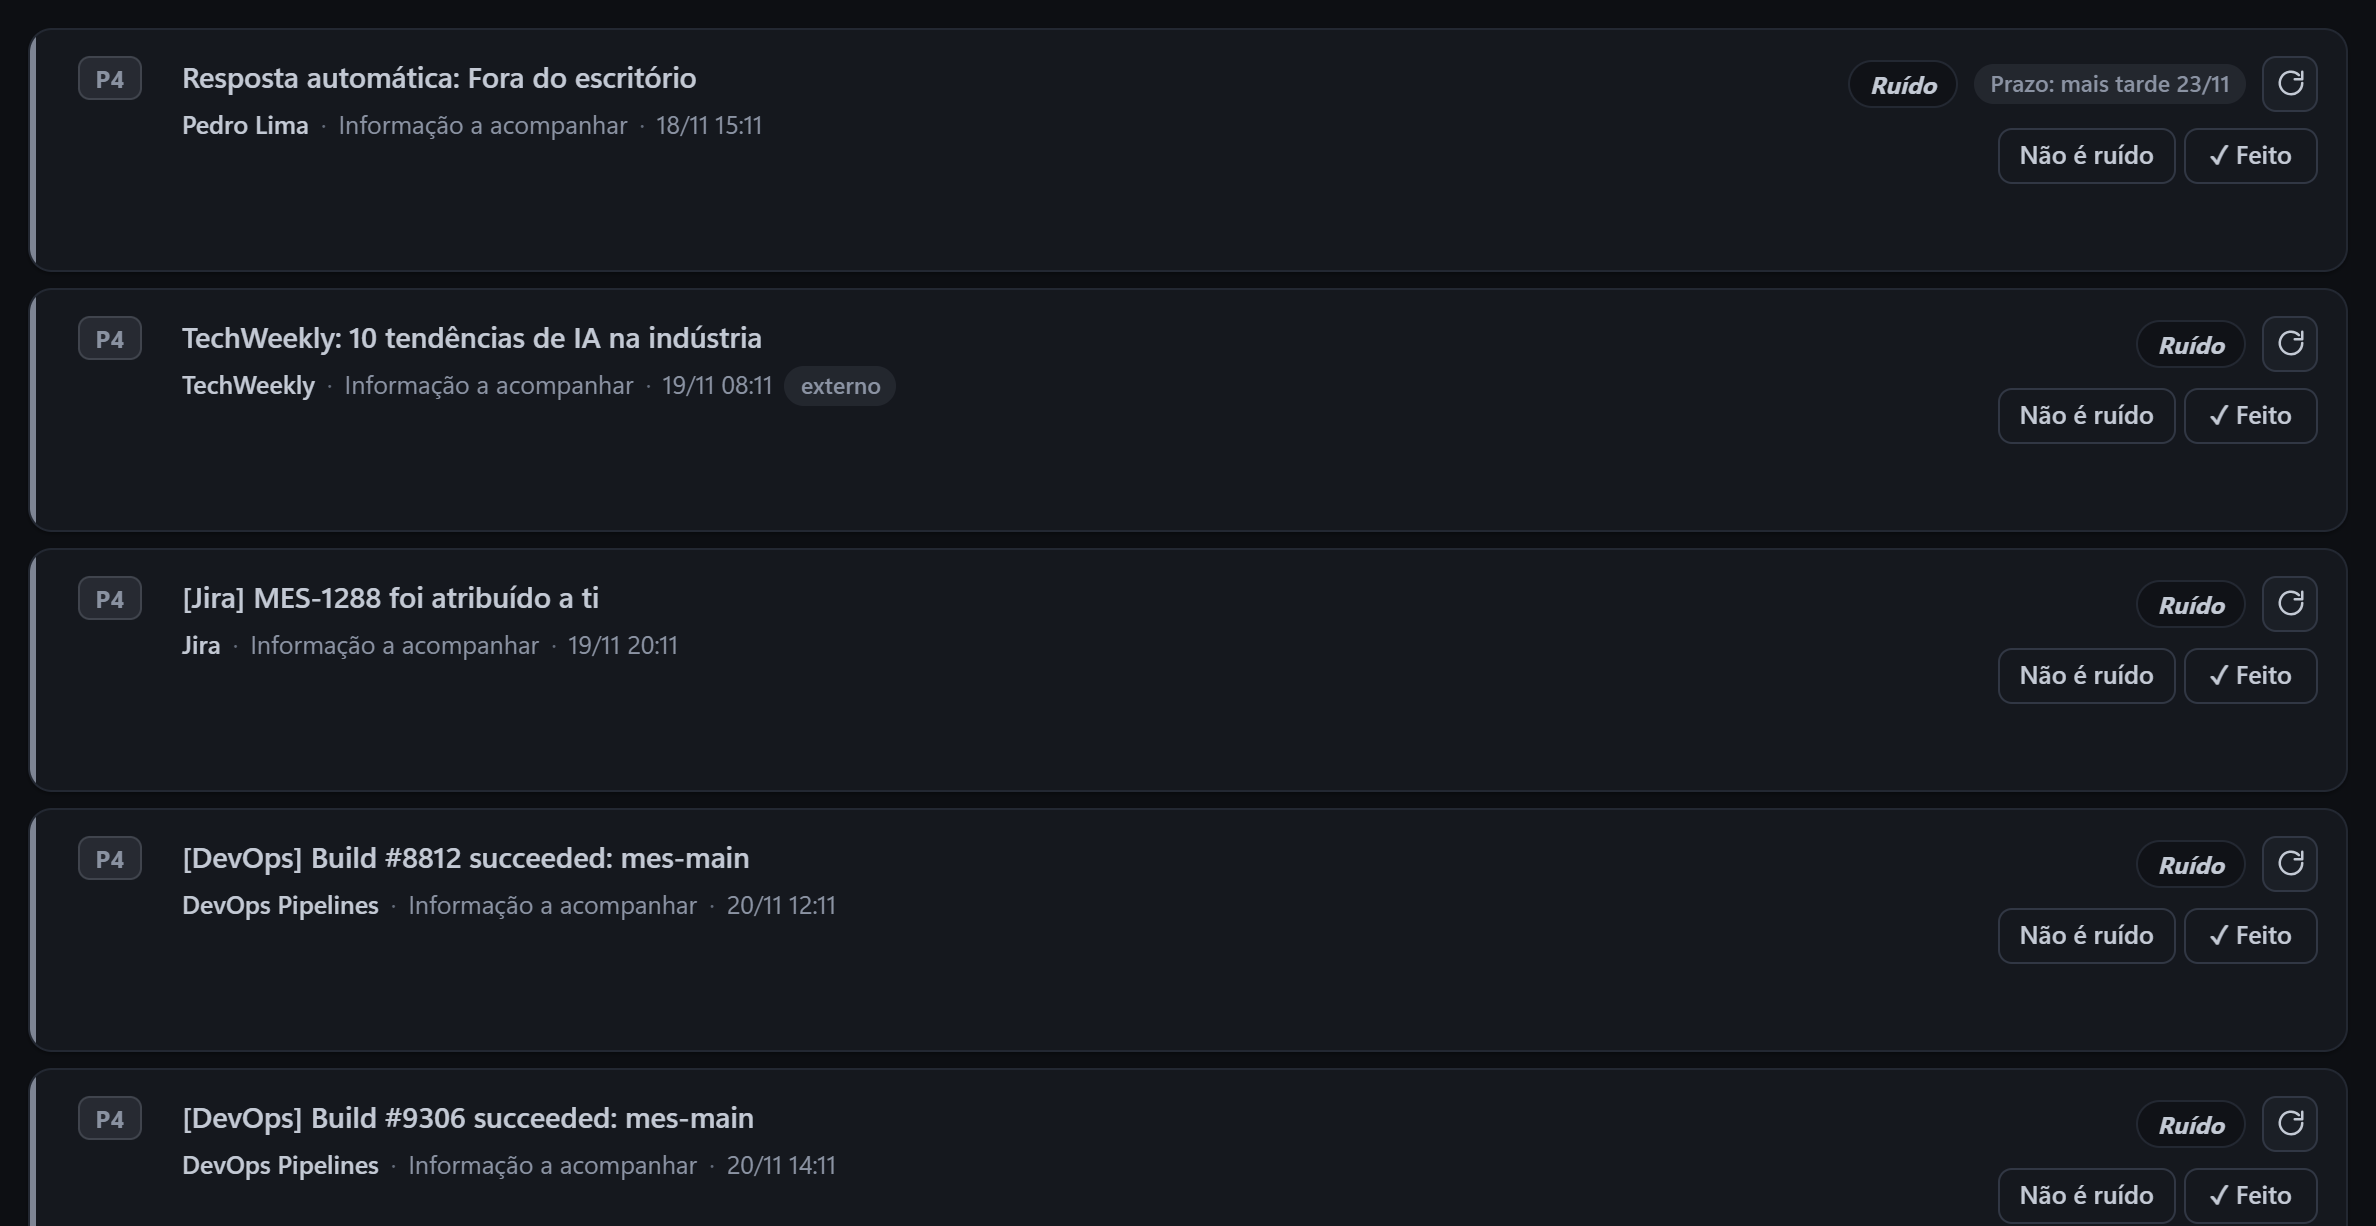 P4 Resposta automática: Fora do escritório Ruído Prazo: mais tarde 23/11
Pedro Lima · Informação a acompanhar · 18/11 15:11
Não é ruído ✓ Feito
P4 TechWeekly: 10 tendências de IA na indústria Ruído
TechWeekly · Informação a acompanhar · 19/11 08:11 externo
Não é ruído ✓ Feito
P4 [Jira] MES-1288 foi atribuído a ti Ruído
Jira · Informação a acompanhar · 19/11 20:11
Não é ruído ✓ Feito
P4 [DevOps] Build #8812 succeeded: mes-main Ruído
DevOps Pipelines · Informação a acompanhar · 20/11 12:11
Não é ruído ✓ Feito
P4 [DevOps] Build #9306 succeeded: mes-main Ruído
DevOps Pipelines · Informação a acompanhar · 20/11 14:11
Não é ruído ✓ Feito